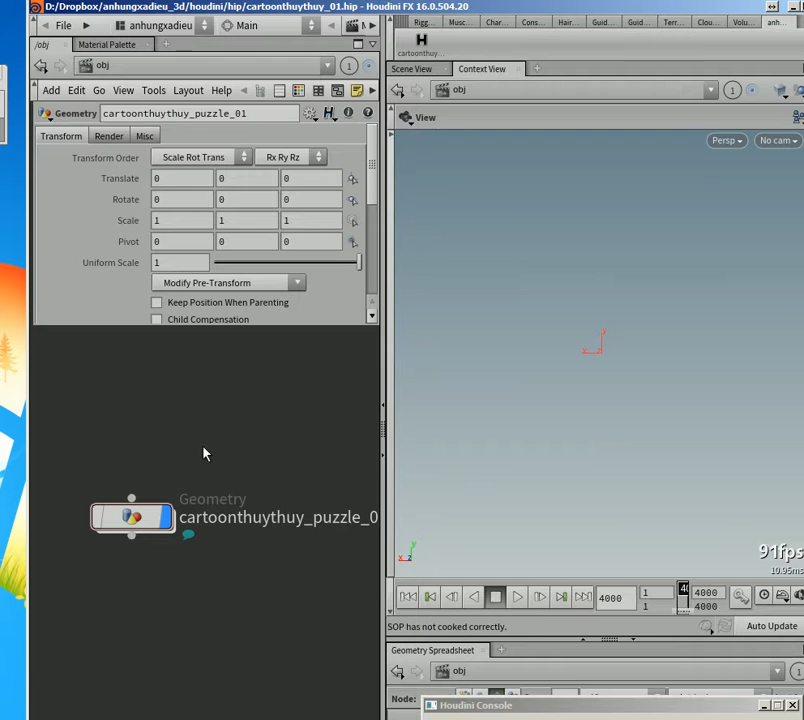 D:/Dropbox/anhungxadieu_3d/houdini/hip/cartoonthuythuy_01.hip - Houdini FX 16.0.504.20
File
anhungxadieu
Main
Rigg...
Musc...
Char...
Cons...
Hair...
Guid...
Guid...
Terr...
Clou...
Volu...
anh...
H
cartoonthuy...
/obj
Material Palette
Scene View
Context View
obj
1
obj
1
Add
Edit
Go
View
Tools
Layout
Help
View
Geometry
cartoonthuythuy_puzzle_01
Transform
Render
Misc
Persp
No cam
Transform Order
Scale Rot Trans
Rx Ry Rz
Translate
0
0
0
Rotate
0
0
0
Scale
1
1
1
Pivot
0
0
0
Uniform Scale
1
Modify Pre-Transform
Keep Position When Parenting
Child Compensation
y
x
z
Geometry
cartoonthuythuy_puzzle_0
y
x
z
91fps
10.95ms
4000
1
1
4000
4000
SOP has not cooked correctly.
Auto Update
Geometry Spreadsheet
obj
1
Node:
Houdini Console